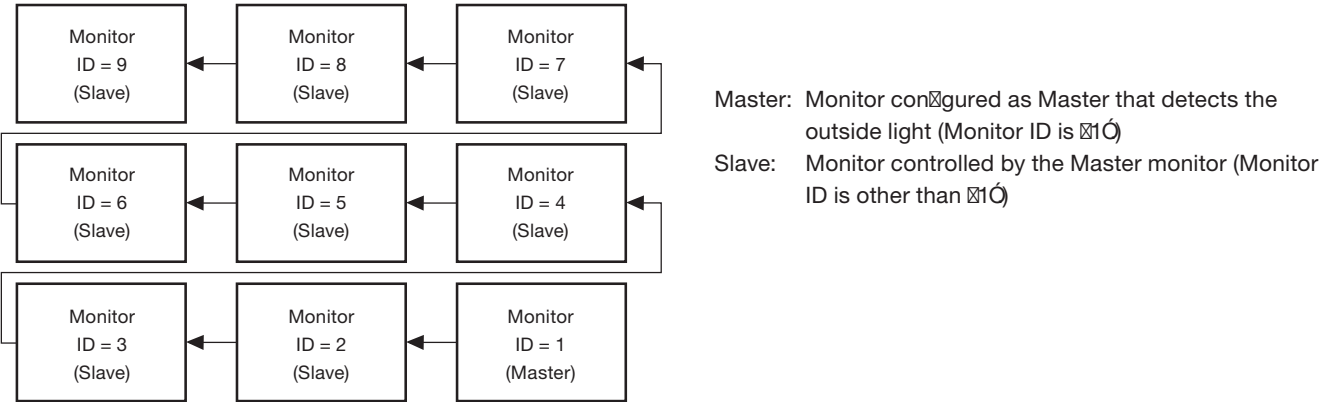 Monitor
ID = 9
(Slave)
Monitor
ID = 8
(Slave)
Monitor
ID = 7
(Slave)
Monitor
ID = 6
(Slave)
Monitor
ID = 5
(Slave)
Monitor
ID = 4
(Slave)
Monitor
ID = 3
(Slave)
Monitor
ID = 2
(Slave)
Monitor
ID = 1
(Master)
Master: Monitor con gured as Master that detects the
outside light (Monitor ID is 1Ó)
Slave: Monitor controlled by the Master monitor (Monitor
ID is other than 1Ó)